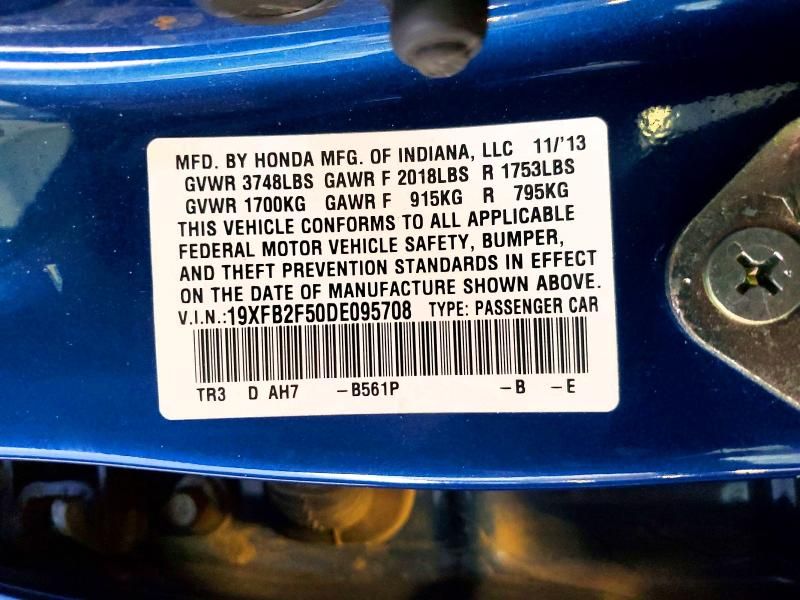 MFD. BY HONDA MFG. OF INDIANA, LLC 11/'13
GVWR 3748LBS GAWR F 2018LBS R 1753LBS
GVWR 1700KG GAWR F 915KG R 795KG
THIS VEHICLE CONFORMS TO ALL APPLICABLE
FEDERAL MOTOR VEHICLE SAFETY, BUMPER,
AND THEFT PREVENTION STANDARDS IN EFFECT
ON THE DATE OF MANUFACTURE SHOWN ABOVE.
V.I.N.:19XFB2F50DE095708 TYPE: PASSENGER CAR
TR3 D AH7 -B561P -B -E